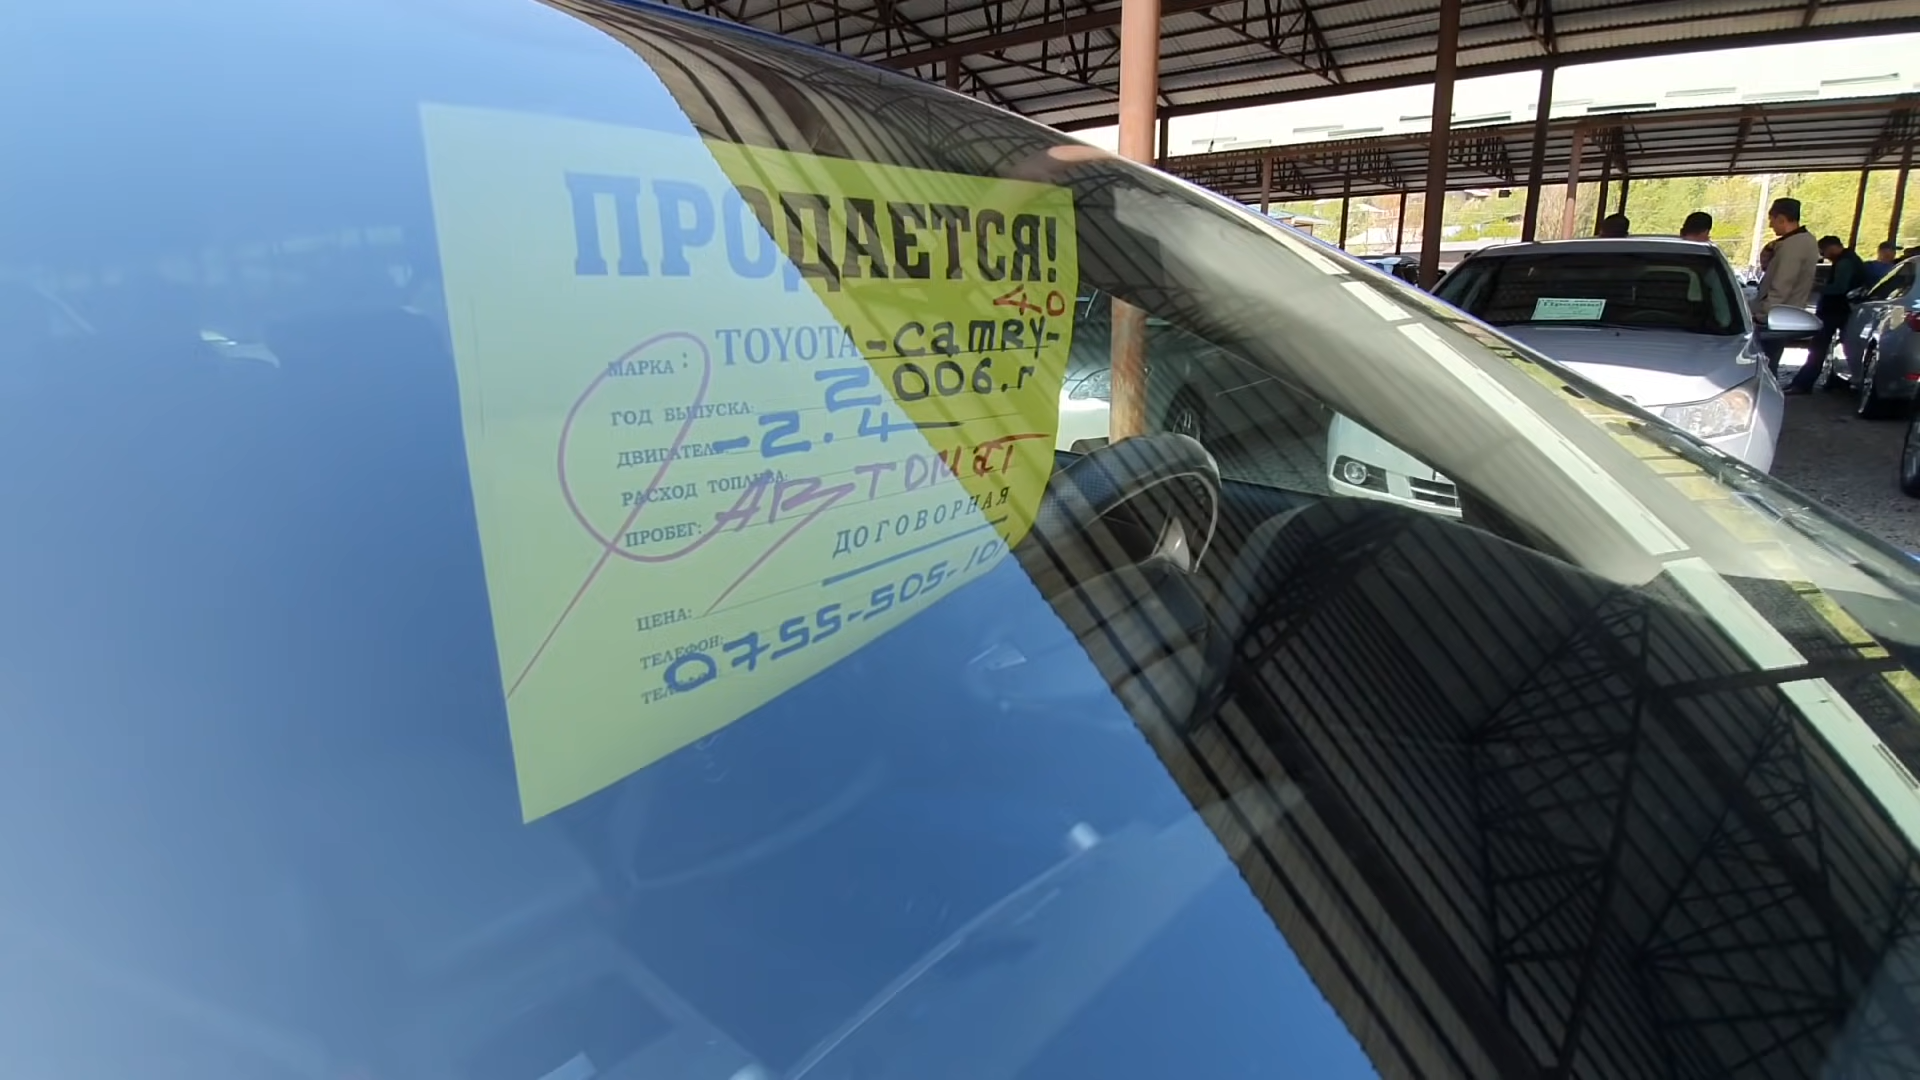 ПРОДАЕТСЯ!
40
МАРКА: TOYOTA-camRy-
ГОД ВЫПУСКА: 2006.г
ДВИГАТЕЛЬ -2.4
РАСХОД ТОПЛИВА:
ПРОБЕГ: АВТОМАТ
ДОГОВОРНАЯ
ЦЕНА:
ТЕЛЕФОН: 0755-505-101